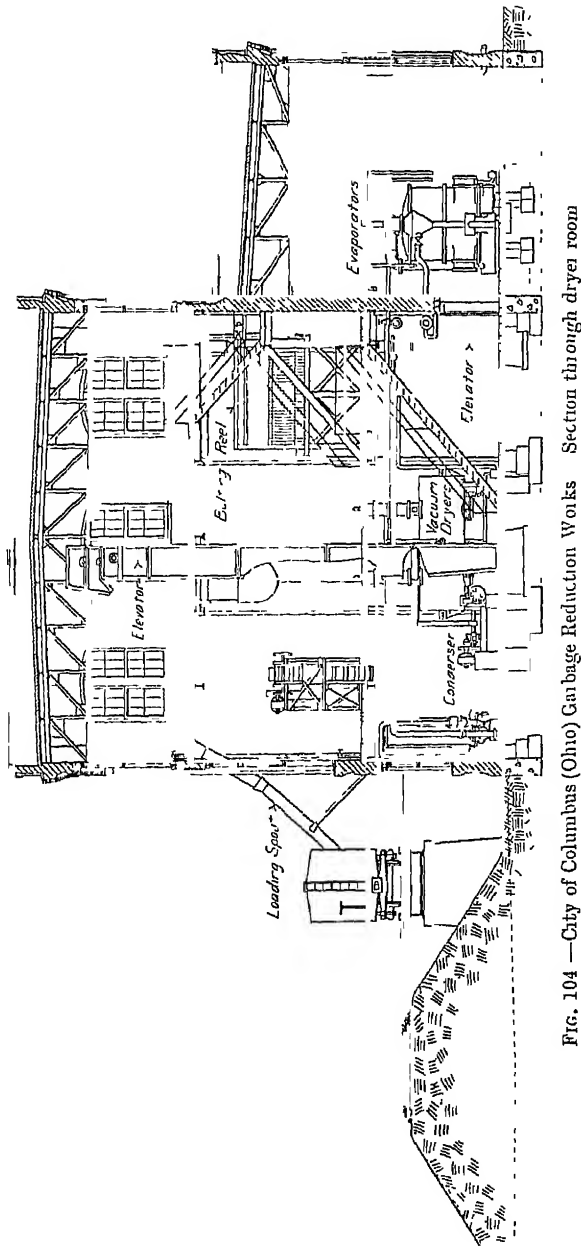 Evaporators
Elevator
Reel
Vacuum
Dryers
Elevator
Condenser
Loading Spout
FIG. 104 —City of Columbus (Ohio) Garbage Reduction Works Section through dryer room